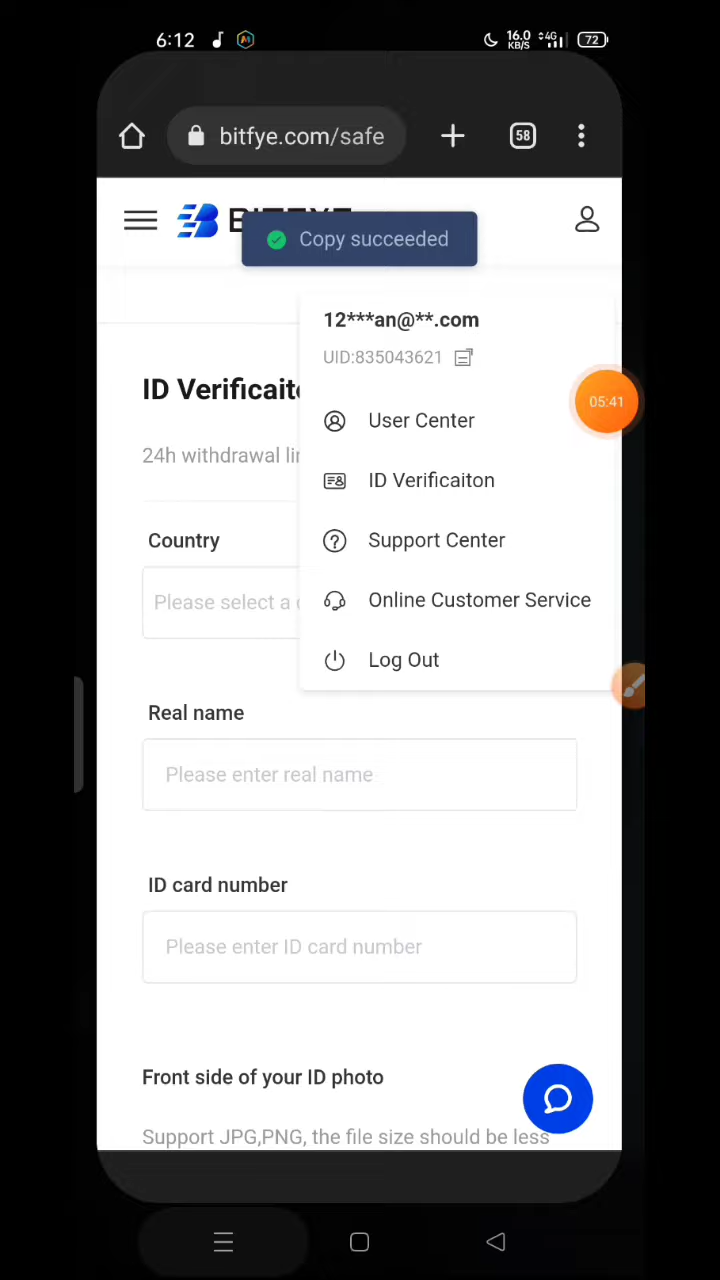 6:12
16.0
KB/S
4G
72
bitfye.com/safe
58
Copy succeeded
12***an@**.com
UID:835043621
05:41
ID Verificait
User Center
24h withdrawal li
ID Verificaiton
Country
Support Center
Please select a
Online Customer Service
Log Out
Real name
Please enter real name
ID card number
Please enter ID card number
Front side of your ID photo
Support JPG,PNG, the file size should be less